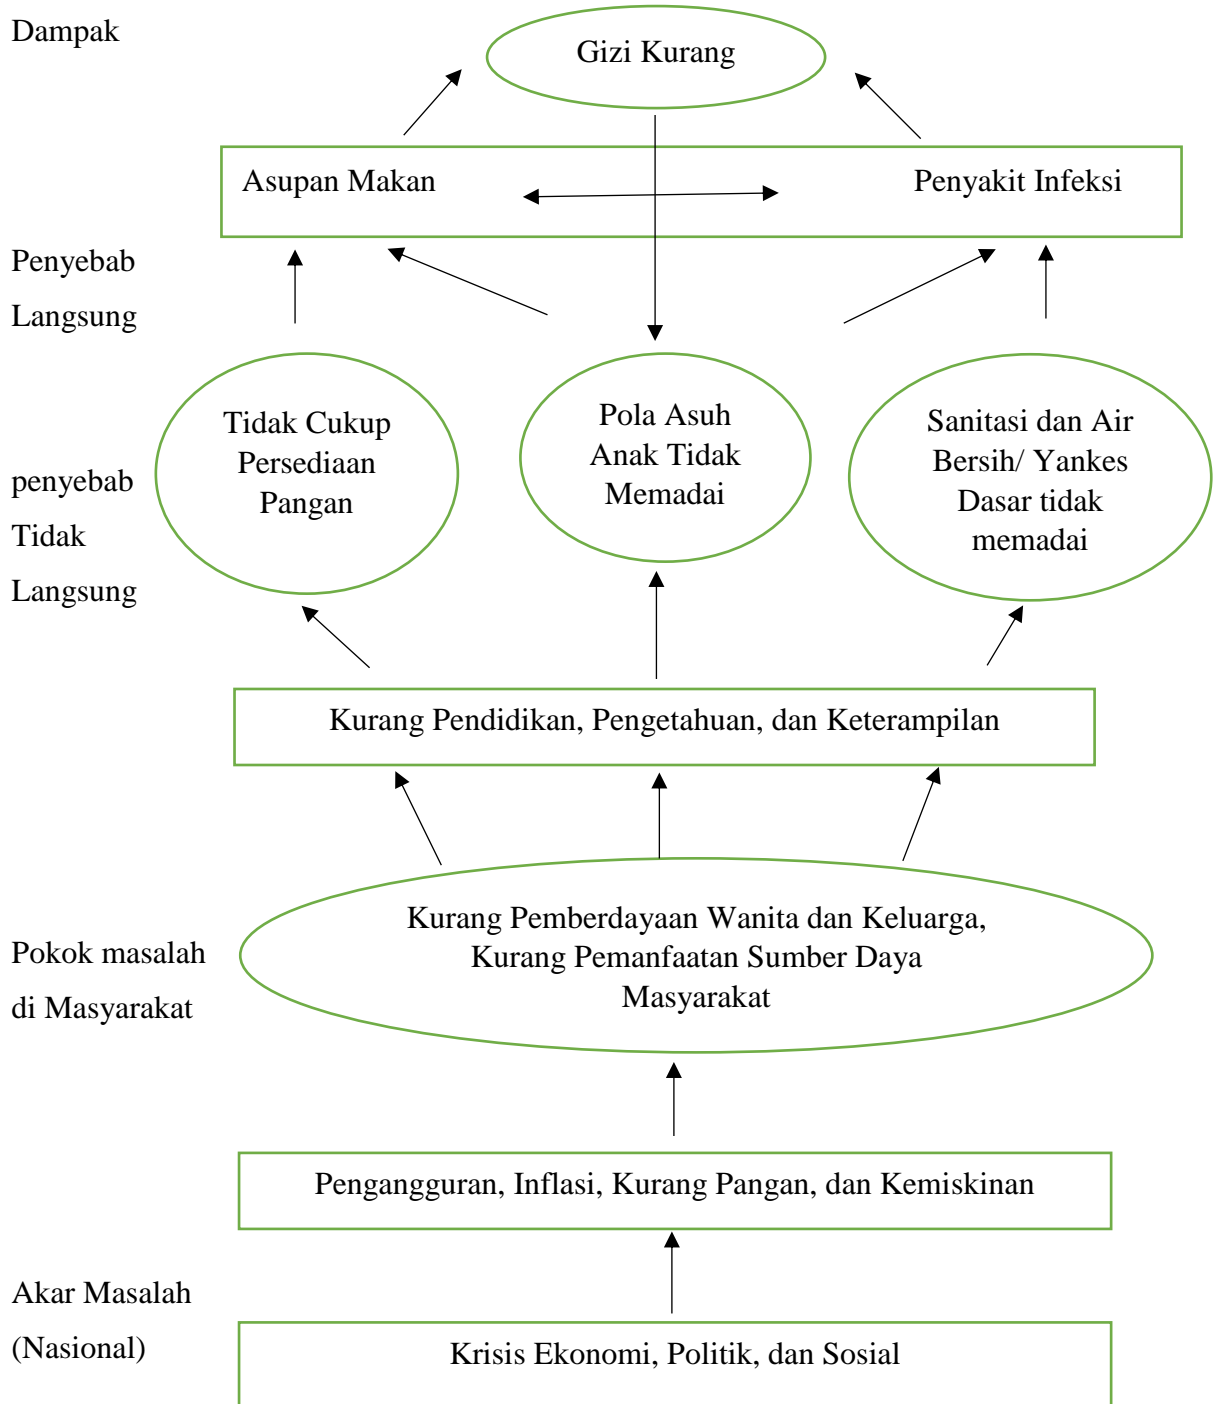 Dampak
Gizi Kurang
Asupan Makan
Penyakit Infeksi
Penyebab
Langsung
Tidak Cukup
Persediaan
Pangan
Pola Asuh
Anak Tidak
Memadai
Sanitasi dan Air
Bersih/ Yankes
Dasar tidak
memadai
penyebab
Tidak
Langsung
Kurang Pendidikan, Pengetahuan, dan Keterampilan
Kurang Pemberdayaan Wanita dan Keluarga,
Kurang Pemanfaatan Sumber Daya
Masyarakat
Pokok masalah
di Masyarakat
Pengangguran, Inflasi, Kurang Pangan, dan Kemiskinan
Akar Masalah
(Nasional)
Krisis Ekonomi, Politik, dan Sosial